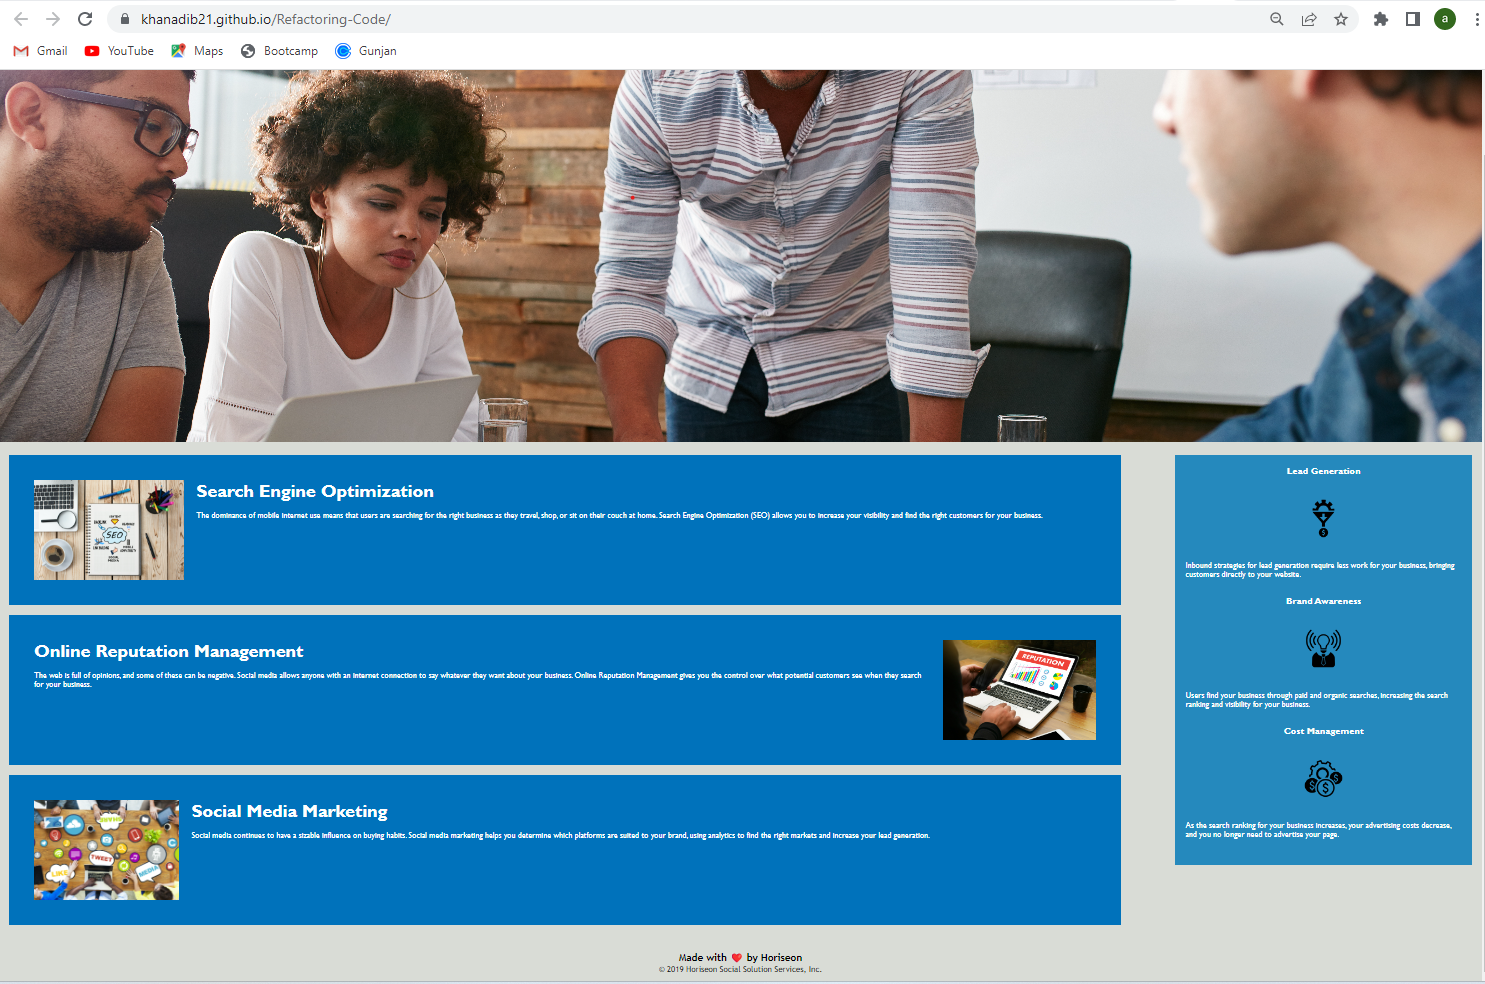 khanadib21.github.io/Refactoring-Code/
a
Gmail YouTube Maps Bootcamp Gunjan
Search Engine Optimization
The dominance of mobile internet use means that users are searching for the right business as they travel, shop, or sit on their couch at home. Search Engine Optimization (SEO) allows you to increase your visibility and find the right customers for your business.
SEO
Online Reputation Management
The web is full of opinions, and some of these can be negative. Social media allows anyone with an internet connection to say whatever they want about your business. Online Reputation Management gives you the control over what potential customers see when they search
for your business.
REPUTATION
Social Media Marketing
Social media continues to have a sizable influence on buying habits. Social media marketing helps you determine which platforms are suited to your brand, using analytics to find the right markets and increase your lead generation.
TWEET
LIKE
MEDIA
Lead Generation
Inbound strategies for lead generation require less work for your business, bringing
customers directly to your website.
Brand Awareness
Users find your business through paid and organic searches, increasing the search
ranking and visibility for your business.
Cost Management
As the search ranking for your business increases, your advertising costs decrease,
and you no longer need to advertise your page.
Made with ❤️ by Horiseon
© 2019 Horiseon Social Solution Services, Inc.